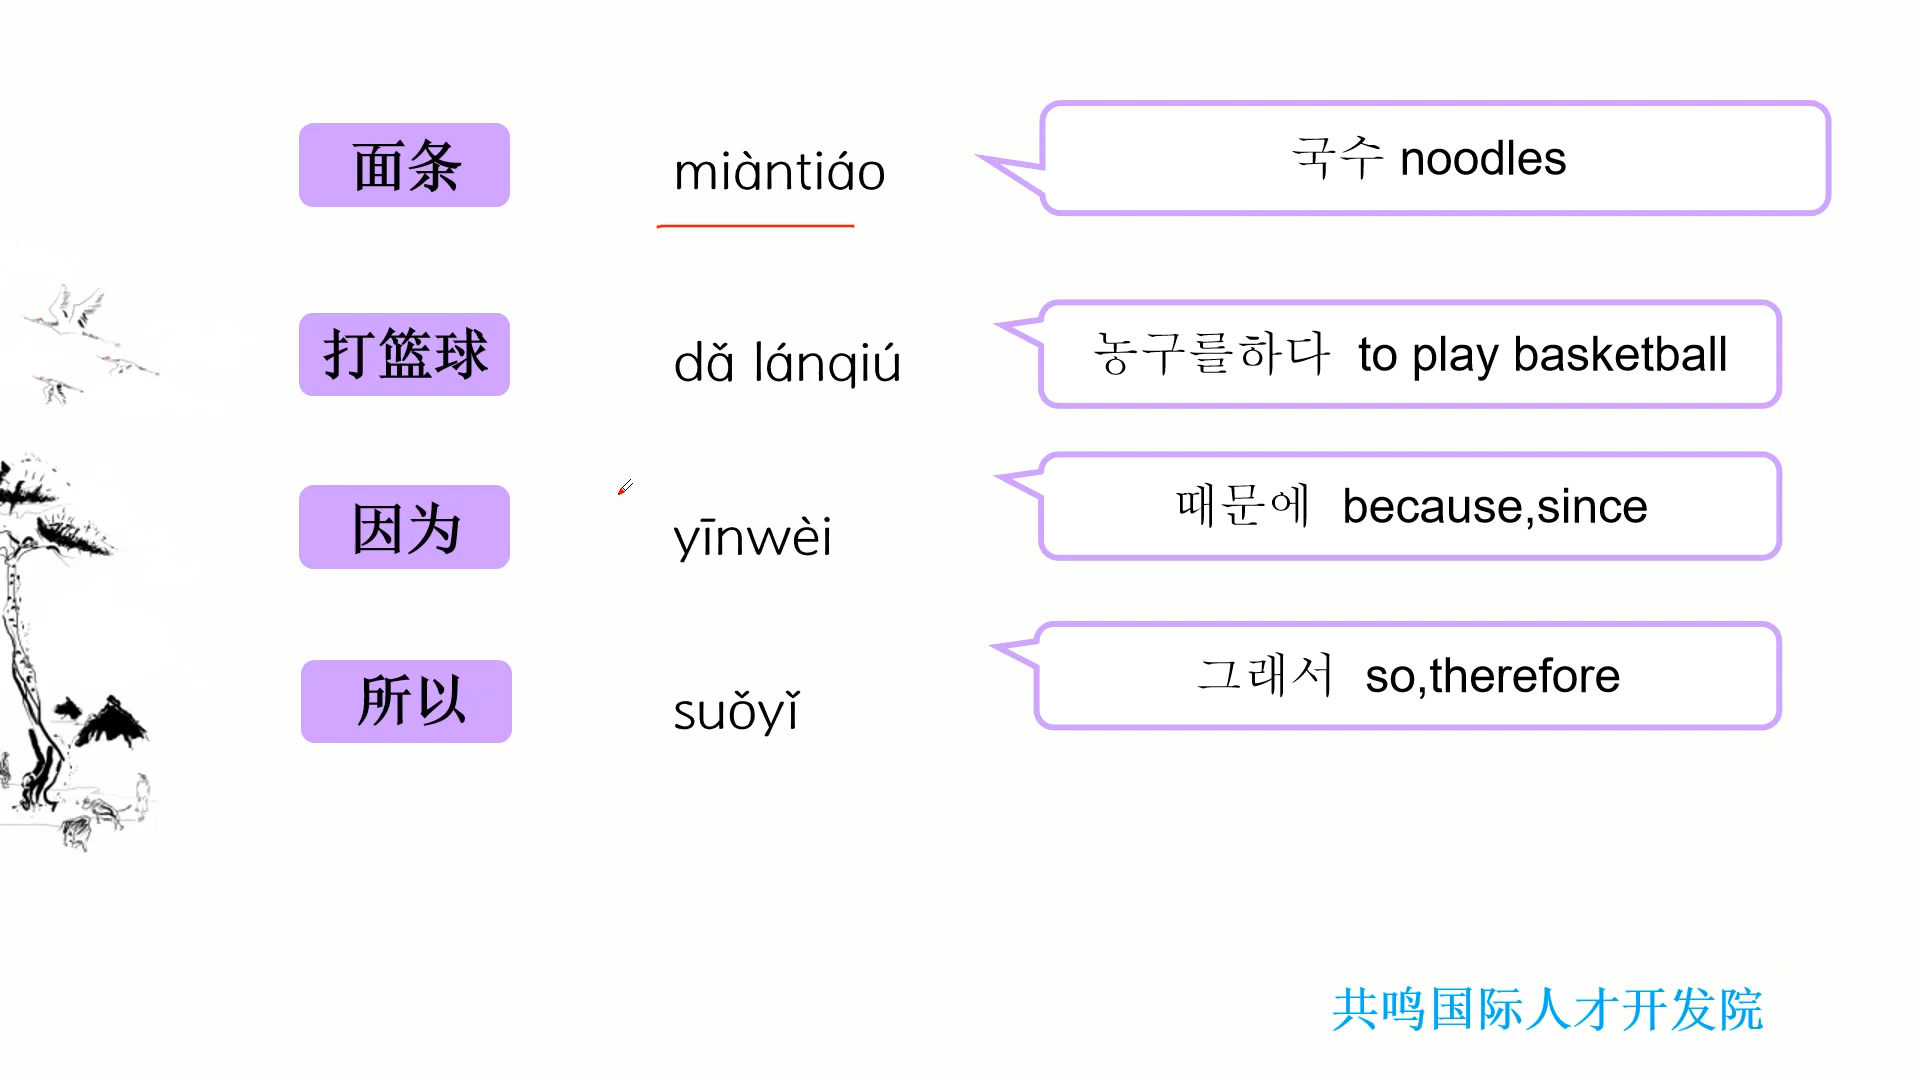 面条 miàntiáo 국수 noodles
打篮球 dǎ lánqiú 농구를하다 to play basketball
因为 yīnwèi 때문에 because,since
所以 suǒyǐ 그래서 so,therefore
共鸣国际人才开发院